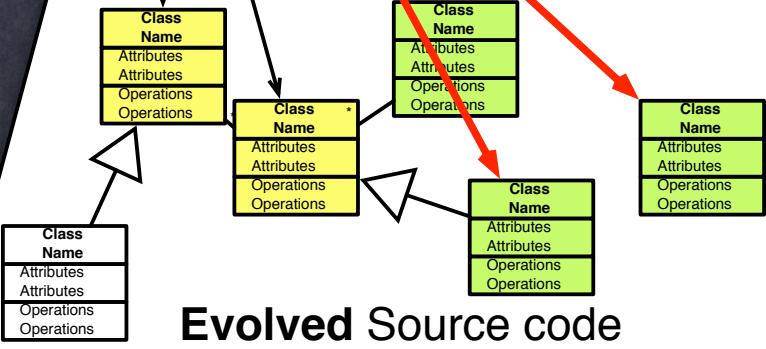 Class
Name
Attributes
Attributes
Operations
Operations
Class
Name
Attributes
Attributes
Operations
Operations
*
Class
Name
*
Attributes
Attributes
Operations
Operations
Class
Name
Attributes
Attributes
Operations
Operations
Class
Name
Attributes
Attributes
Operations
Operations
Class
Name
Attributes
Attributes
Operations
Operations
Evolved Source code